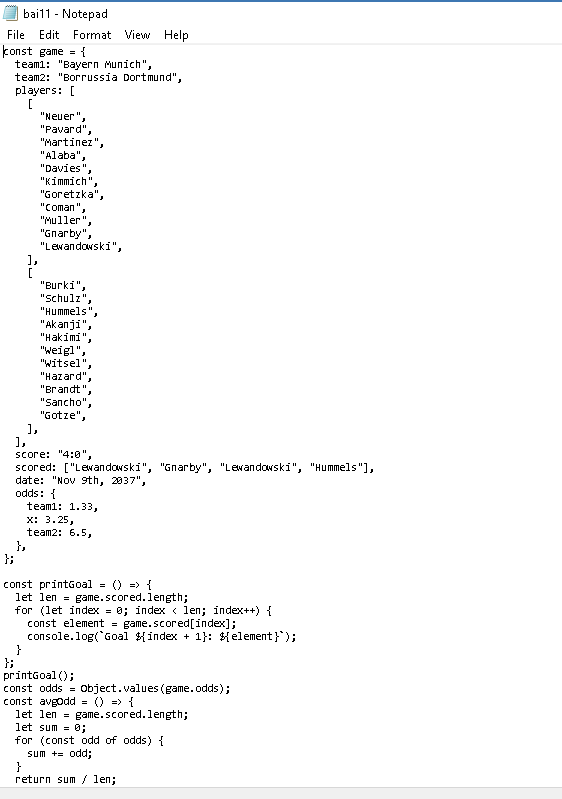 bai11 - Notepad
File Edit Format View Help
const game = {
  team1: "Bayern Munich",
  team2: "Borrussia Dortmund",
  players: [
    [
      "Neuer",
      "Pavard",
      "Martinez",
      "Alaba",
      "Davies",
      "Kimmich",
      "Goretzka",
      "Coman",
      "Muller",
      "Gnarby",
      "Lewandowski",
    ],
    [
      "Burki",
      "Schulz",
      "Hummels",
      "Akanji",
      "Hakimi",
      "Weigl",
      "Witsel",
      "Hazard",
      "Brandt",
      "Sancho",
      "Gotze",
    ],
  ],
  score: "4:0",
  scored: ["Lewandowski", "Gnarby", "Lewandowski", "Hummels"],
  date: "Nov 9th, 2037",
  odds: {
    team1: 1.33,
    x: 3.25,
    team2: 6.5,
  },
};
const printGoal = () => {
  let len = game.scored.length;
  for (let index = 0; index < len; index++) {
    const element = game.scored[index];
    console.log(`Goal ${index + 1}: ${element}`);
  }
};
printGoal();
const odds = Object.values(game.odds);
const avgOdd = () => {
  let len = game.scored.length;
  let sum = 0;
  for (const odd of odds) {
    sum += odd;
  }
  return sum / len;